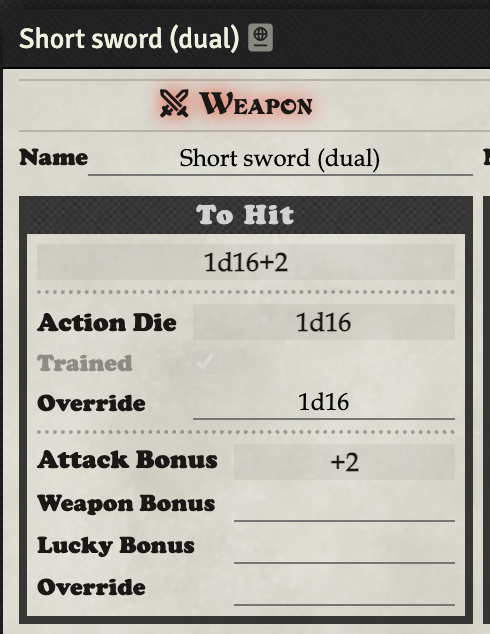 Short sword (dual)
Weapon
Name Short sword (dual)
To Hit
1d16+2
Action Die 1d16
Trained
Override 1d16
Attack Bonus +2
Weapon Bonus
Lucky Bonus
Override